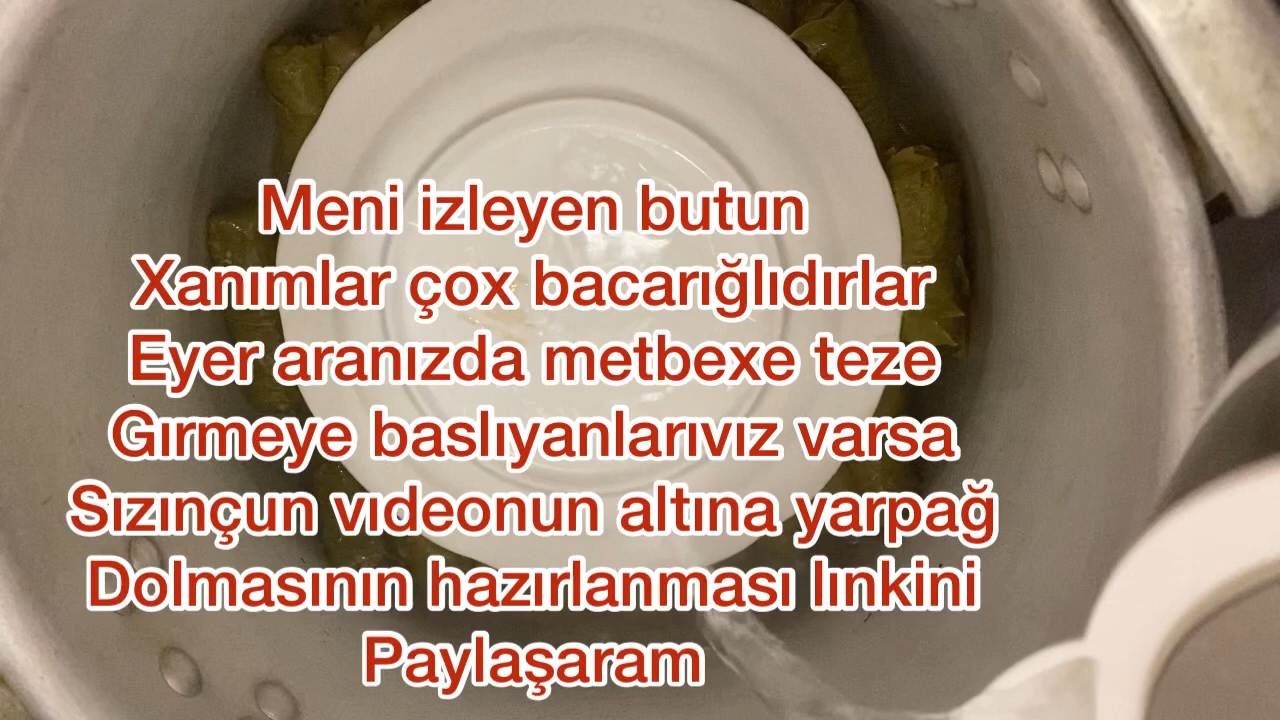 Meni izleyen butun
Xanımlar çox bacarığlıdırlar
Eyer aranızda metbexe teze
Gırmeye baslıyanlarıvız varsa
Sızınçun vıdeonun altına yarpağ
Dolmasının hazırlanması lınkini
Paylaşaram